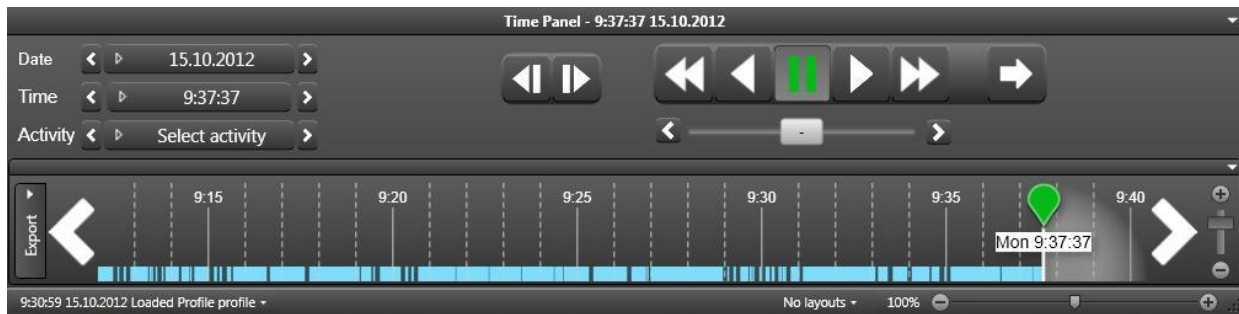 Time Panel - 9:37:37 15.10.2012
Date 15.10.2012
Time 9:37:37
Activity Select activity
-
Export
9:15 9:20 9:25 9:30 9:35 9:40
Mon 9:37:37
9:30:59 15.10.2012 Loaded Profile profile No layouts 100%